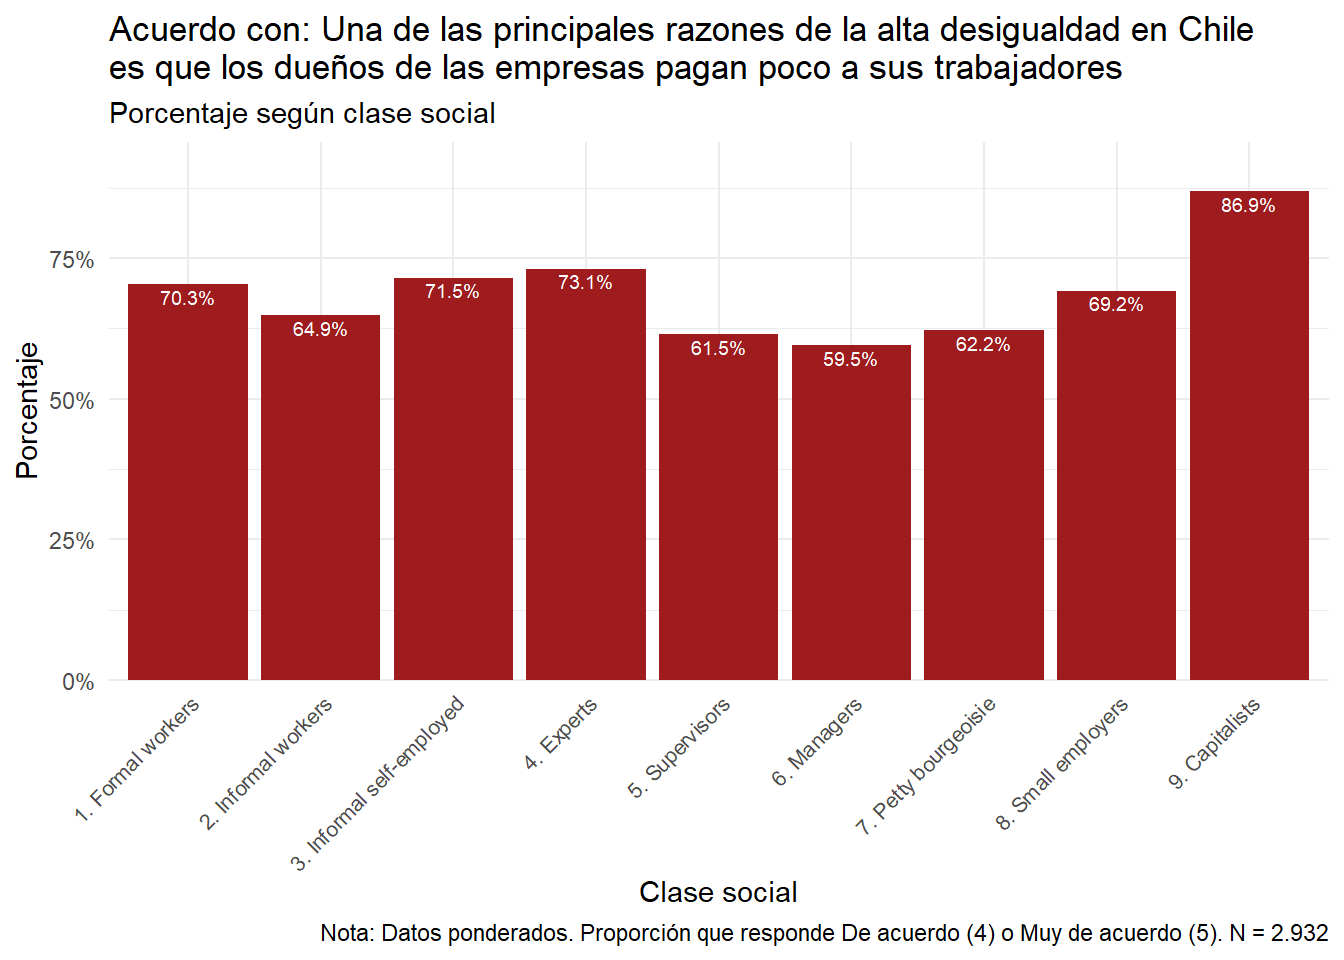 Acuerdo con: Una de las principales razones de la alta desigualdad en Chile
es que los dueños de las empresas pagan poco a sus trabajadores
Porcentaje según clase social
Porcentaje
75%
50%
25%
0%
70.3%
64.9%
71.5%
73.1%
61.5%
59.5%
62.2%
69.2%
86.9%
1. Formal workers
2. Informal workers
3. Informal self-employed
4. Experts
5. Supervisors
6. Managers
7. Petty bourgeoisie
8. Small employers
9. Capitalists
Clase social
Nota: Datos ponderados. Proporción que responde De acuerdo (4) o Muy de acuerdo (5). N = 2.932